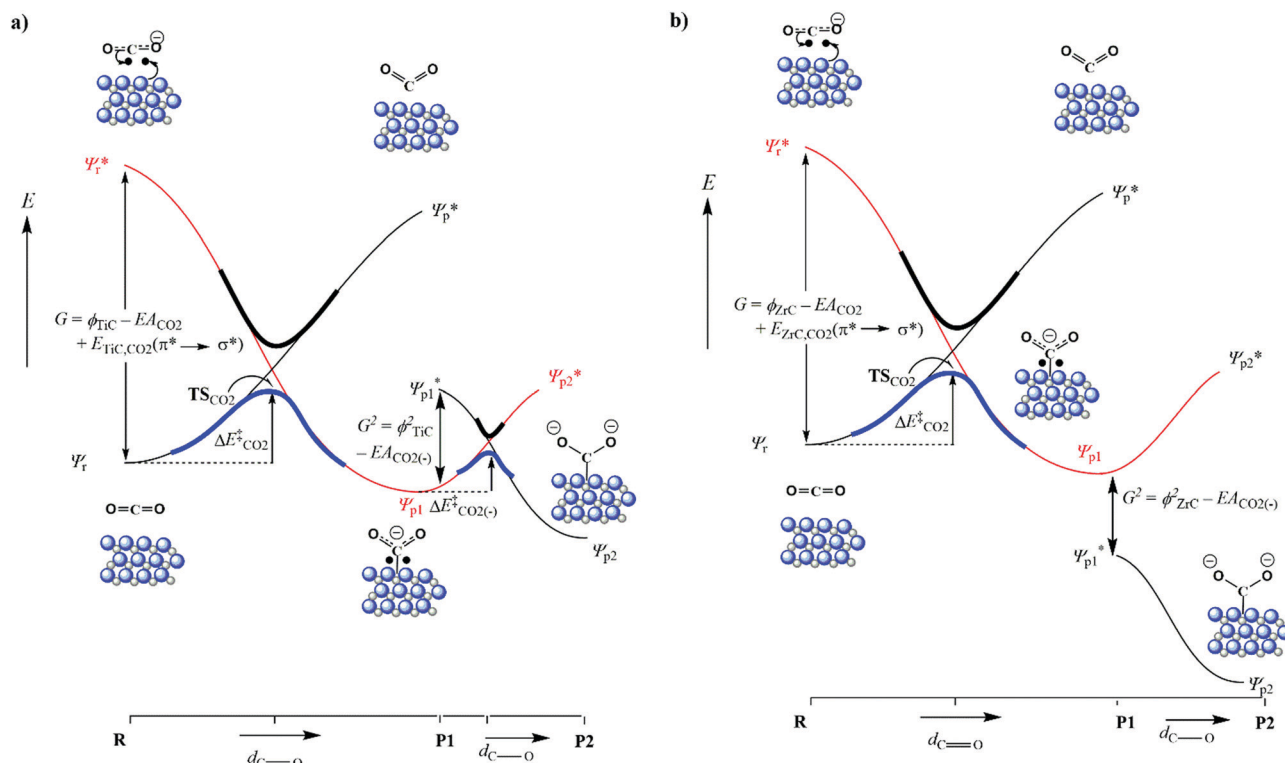 a)
O=C=O ⊖
C O O
Ψr*
E
Ψp*
G = ϕTiC – EACO2
+ ETiC,CO2(π* → σ*)
TSCO2
ΔE‡CO2
Ψr
Ψp1*
Ψp2*
G² = ϕ²TiC
– EACO2(-)
⊖ ⊖
O O
C
Ψp1
ΔE‡CO2(-)
Ψp2
O=C=O
⊖
O O
C
R
P1
P2
dC—O
dC—O
b)
O=C=O ⊖
O O
C
Ψr*
E
Ψp*
G = ϕZrC – EACO2
+ EZrC,CO2(π* → σ*)
⊖
O O
C
TSCO2
ΔE‡CO2
Ψp2*
Ψr
Ψp1
O=C=O
G² = ϕ²ZrC – EACO2(-)
Ψp1*
⊖ ⊖
O O
C
Ψp2
R
P1
P2
dC=O
dC—O